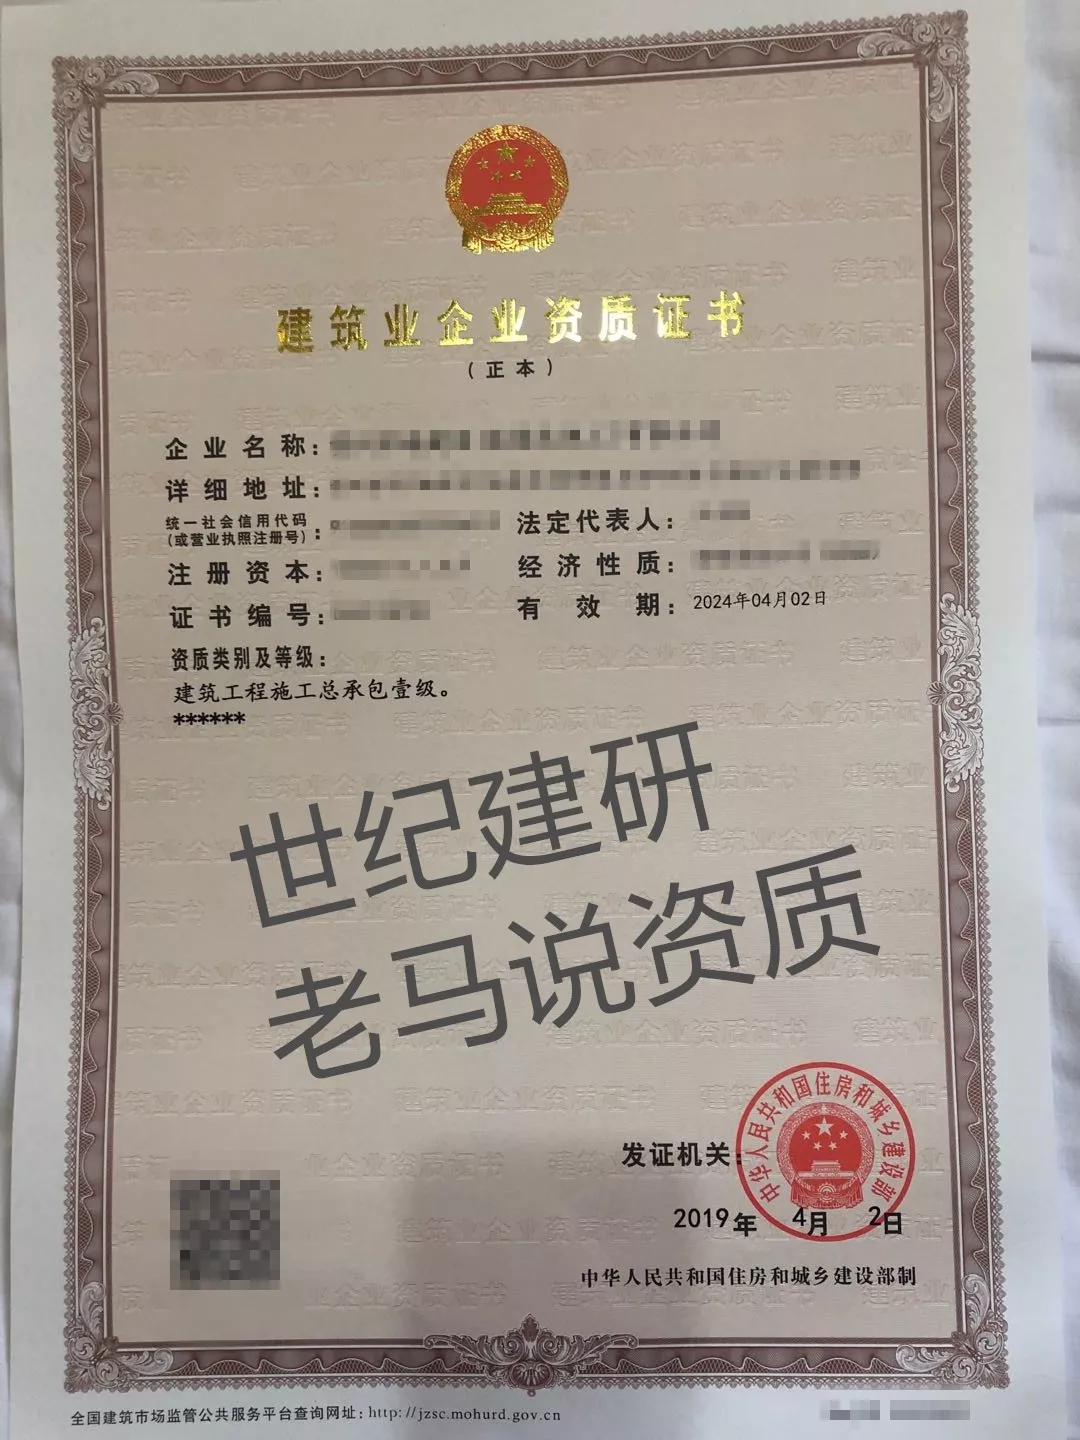 建筑业企业资质证书
（正本）
企业名称：
详细地址：
统一社会信用代码
（或营业执照注册号）：
法定代表人：
注册资本：
经济性质：
证书编号：
有效期：2024年04月02日
资质类别及等级：
建筑工程施工总承包壹级。
******
世纪建研
老马说资质
中华人民共和国住房和城乡建设部
发证机关：
2019年 4月 2日
中华人民共和国住房和城乡建设部制
全国建筑市场监管公共服务平台查询网址：http://jzsc.mohurd.gov.cn